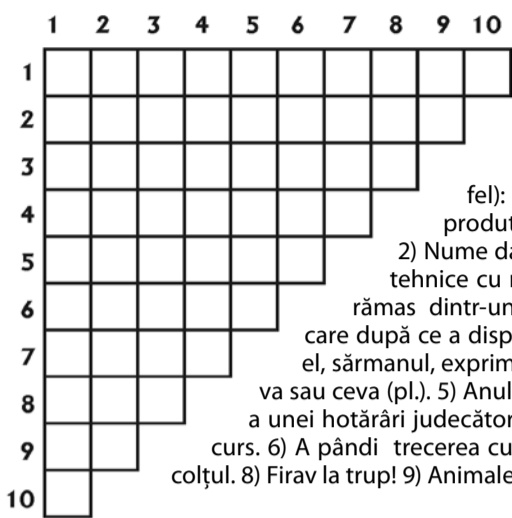 1 2 3 4 5 6 7 8 9 10
1
2
3
4
5
6
7
8
9
10
fel):
produt
2) Nume da
tehnice cu
rămas dintr-un
care după ce a disp
el, sărmanul, exprim
va sau ceva (pl.). 5) Anul
a unei hotărâri judecător
curs. 6) A pândi trecerea cu
colțul. 8) Firav la trup! 9) Animale